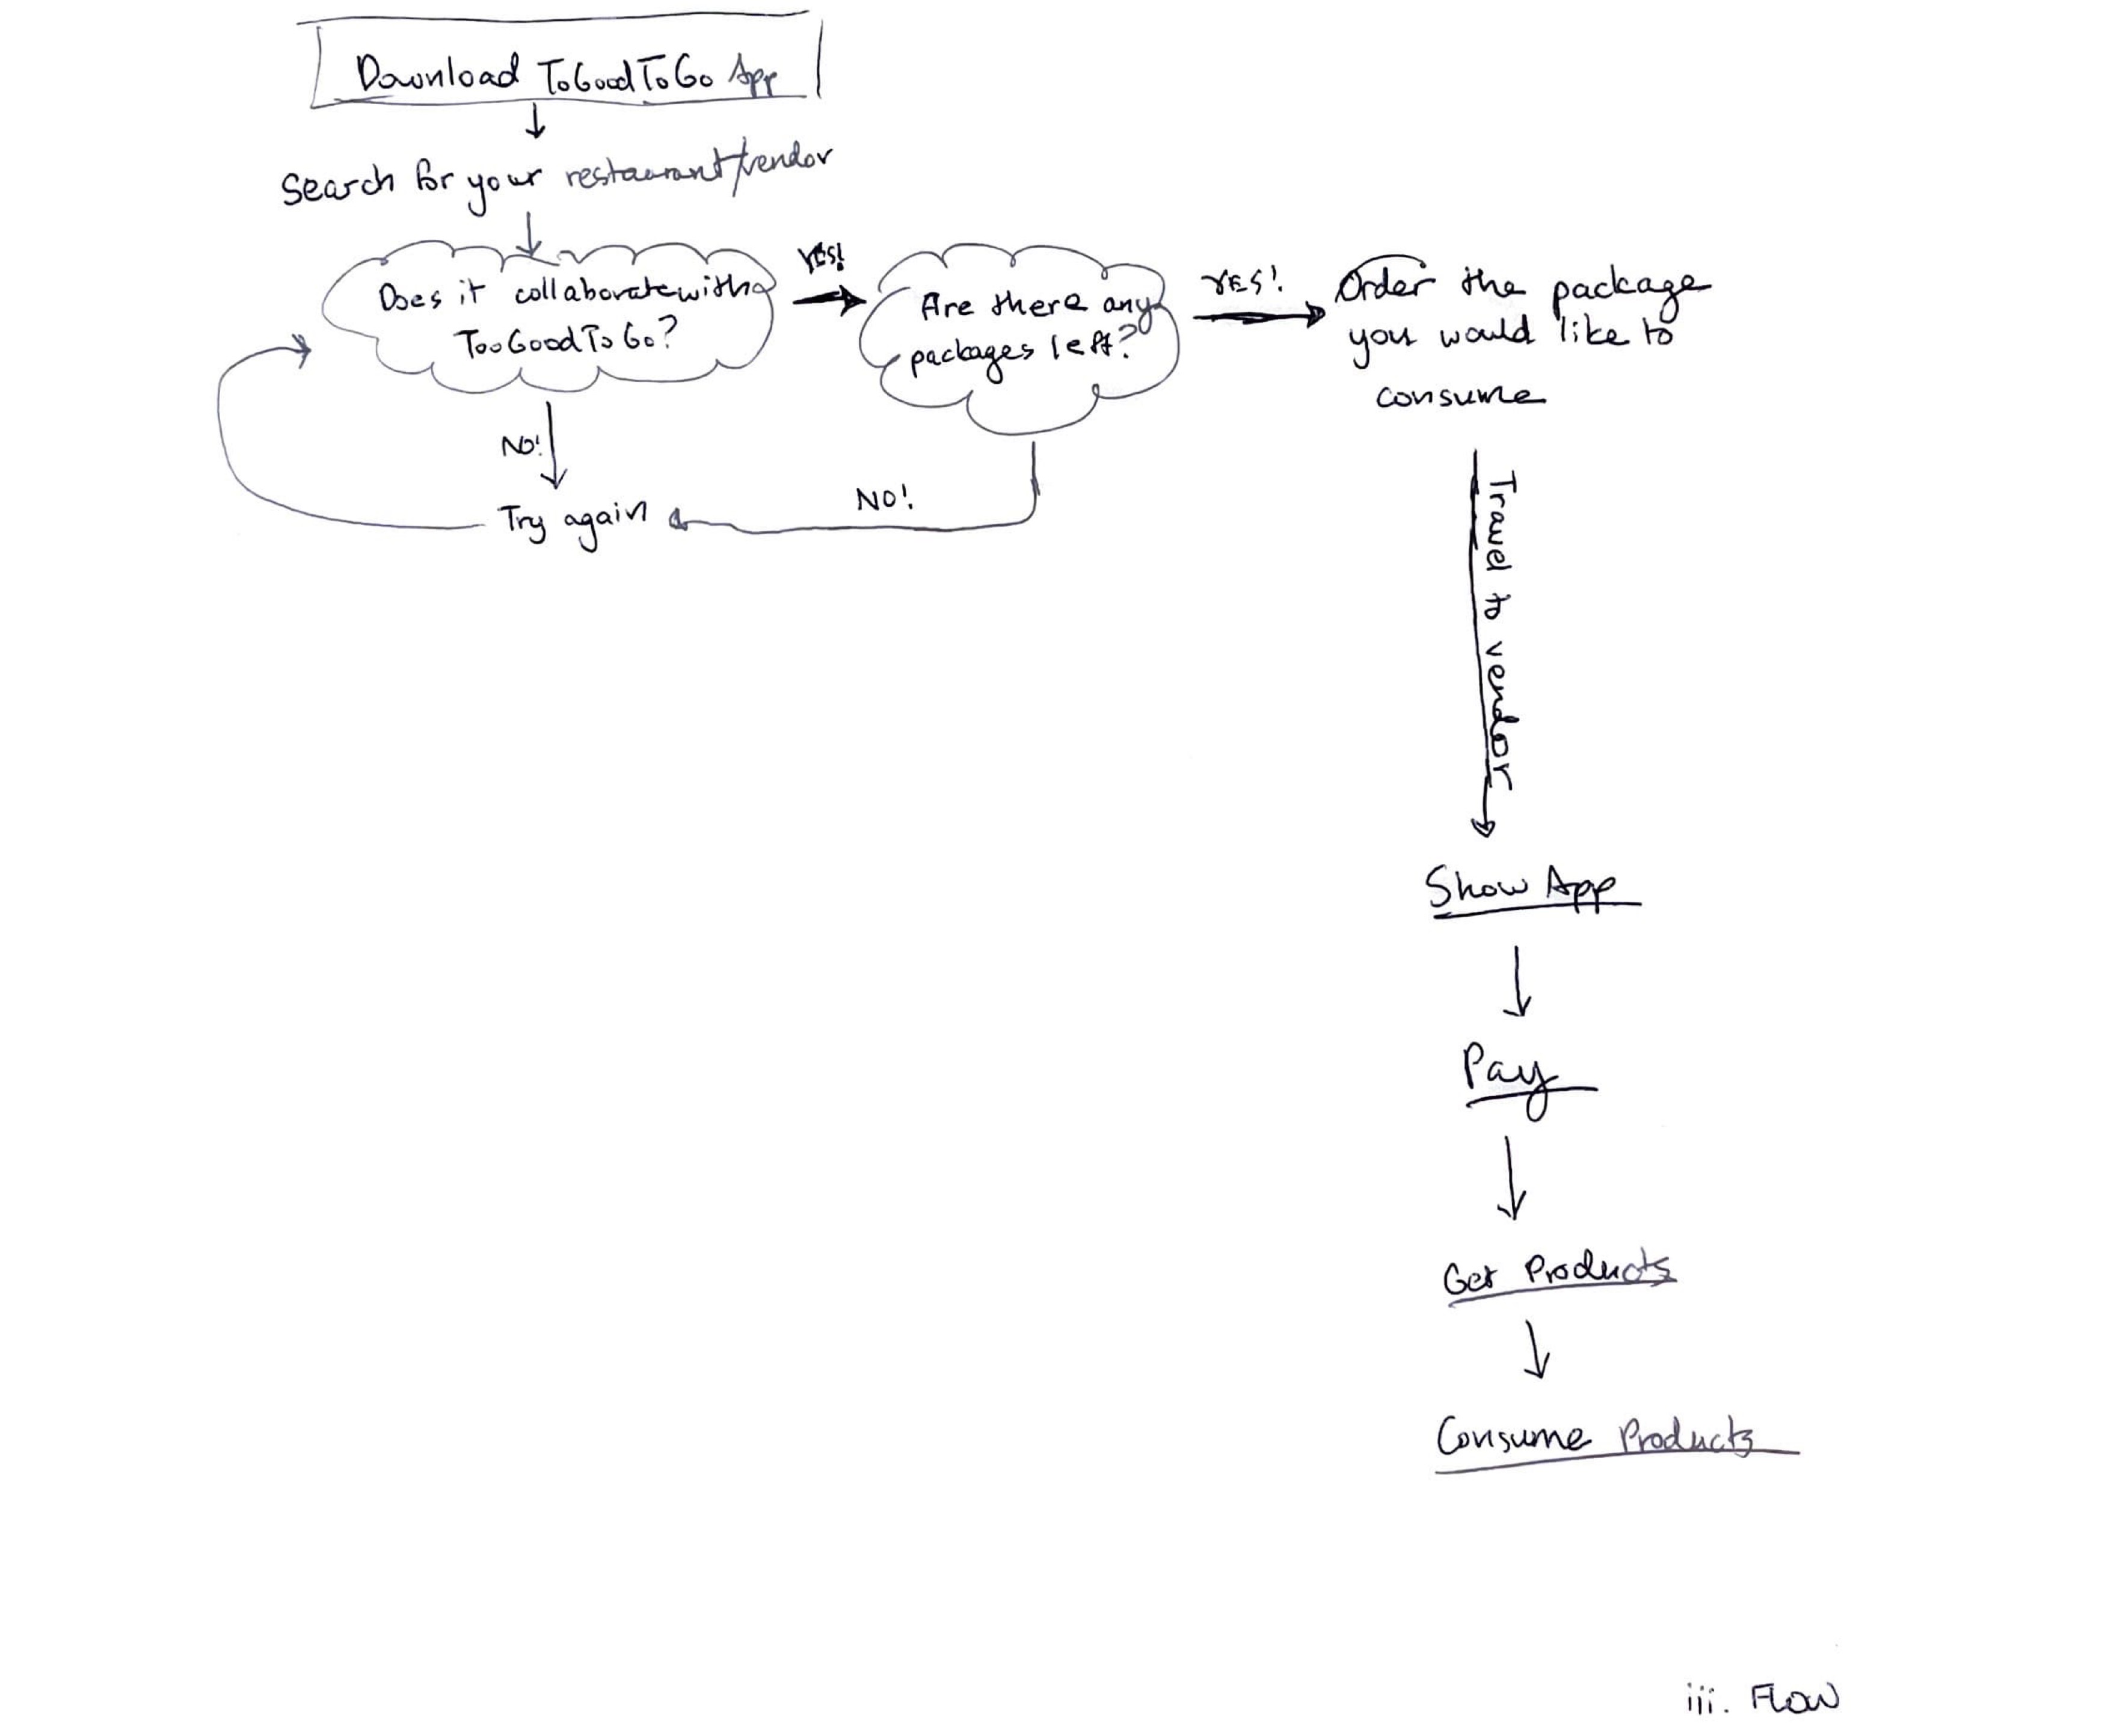 Download ToGoodToGo App
Search for your restaurant/vendor
Does it collaborate with
TooGoodToGo?
YES!
Are there any
packages left?
YES!
Order the package
you would like to
consume
NO!
Try again
NO!
Travel to vendor
Show App
Pay
Get Products
Consume Products
iii. FLOW